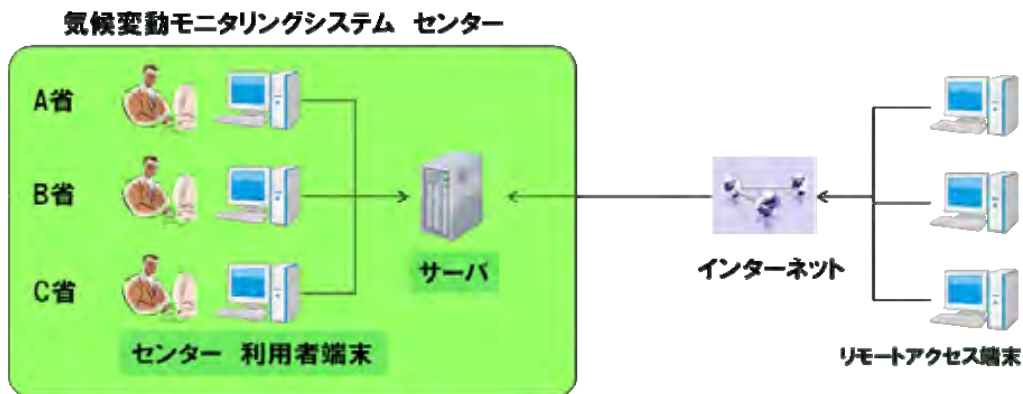 気候変動モニタリングシステム センター
A省
B省
C省
サーバ
センター 利用者端末
インターネット
リモートアクセス端末